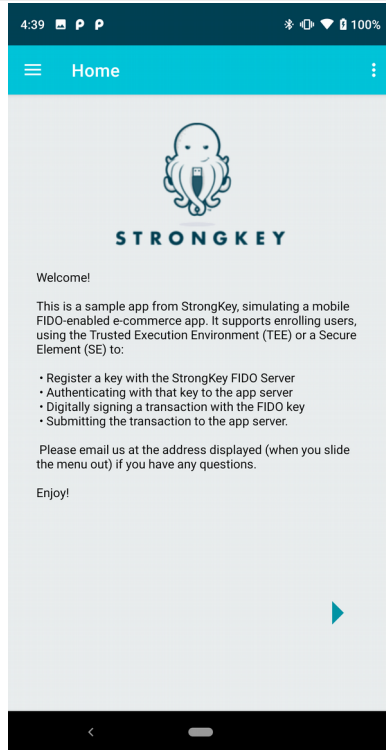 4:39
100%
Home
STRONGKEY
Welcome!
This is a sample app from StrongKey, simulating a mobile
FIDO-enabled e-commerce app. It supports enrolling users,
using the Trusted Execution Environment (TEE) or a Secure
Element (SE) to:
• Register a key with the StrongKey FIDO Server
• Authenticating with that key to the app server
• Digitally signing a transaction with the FIDO key
• Submitting the transaction to the app server.
Please email us at the address displayed (when you slide
the menu out) if you have any questions.
Enjoy!